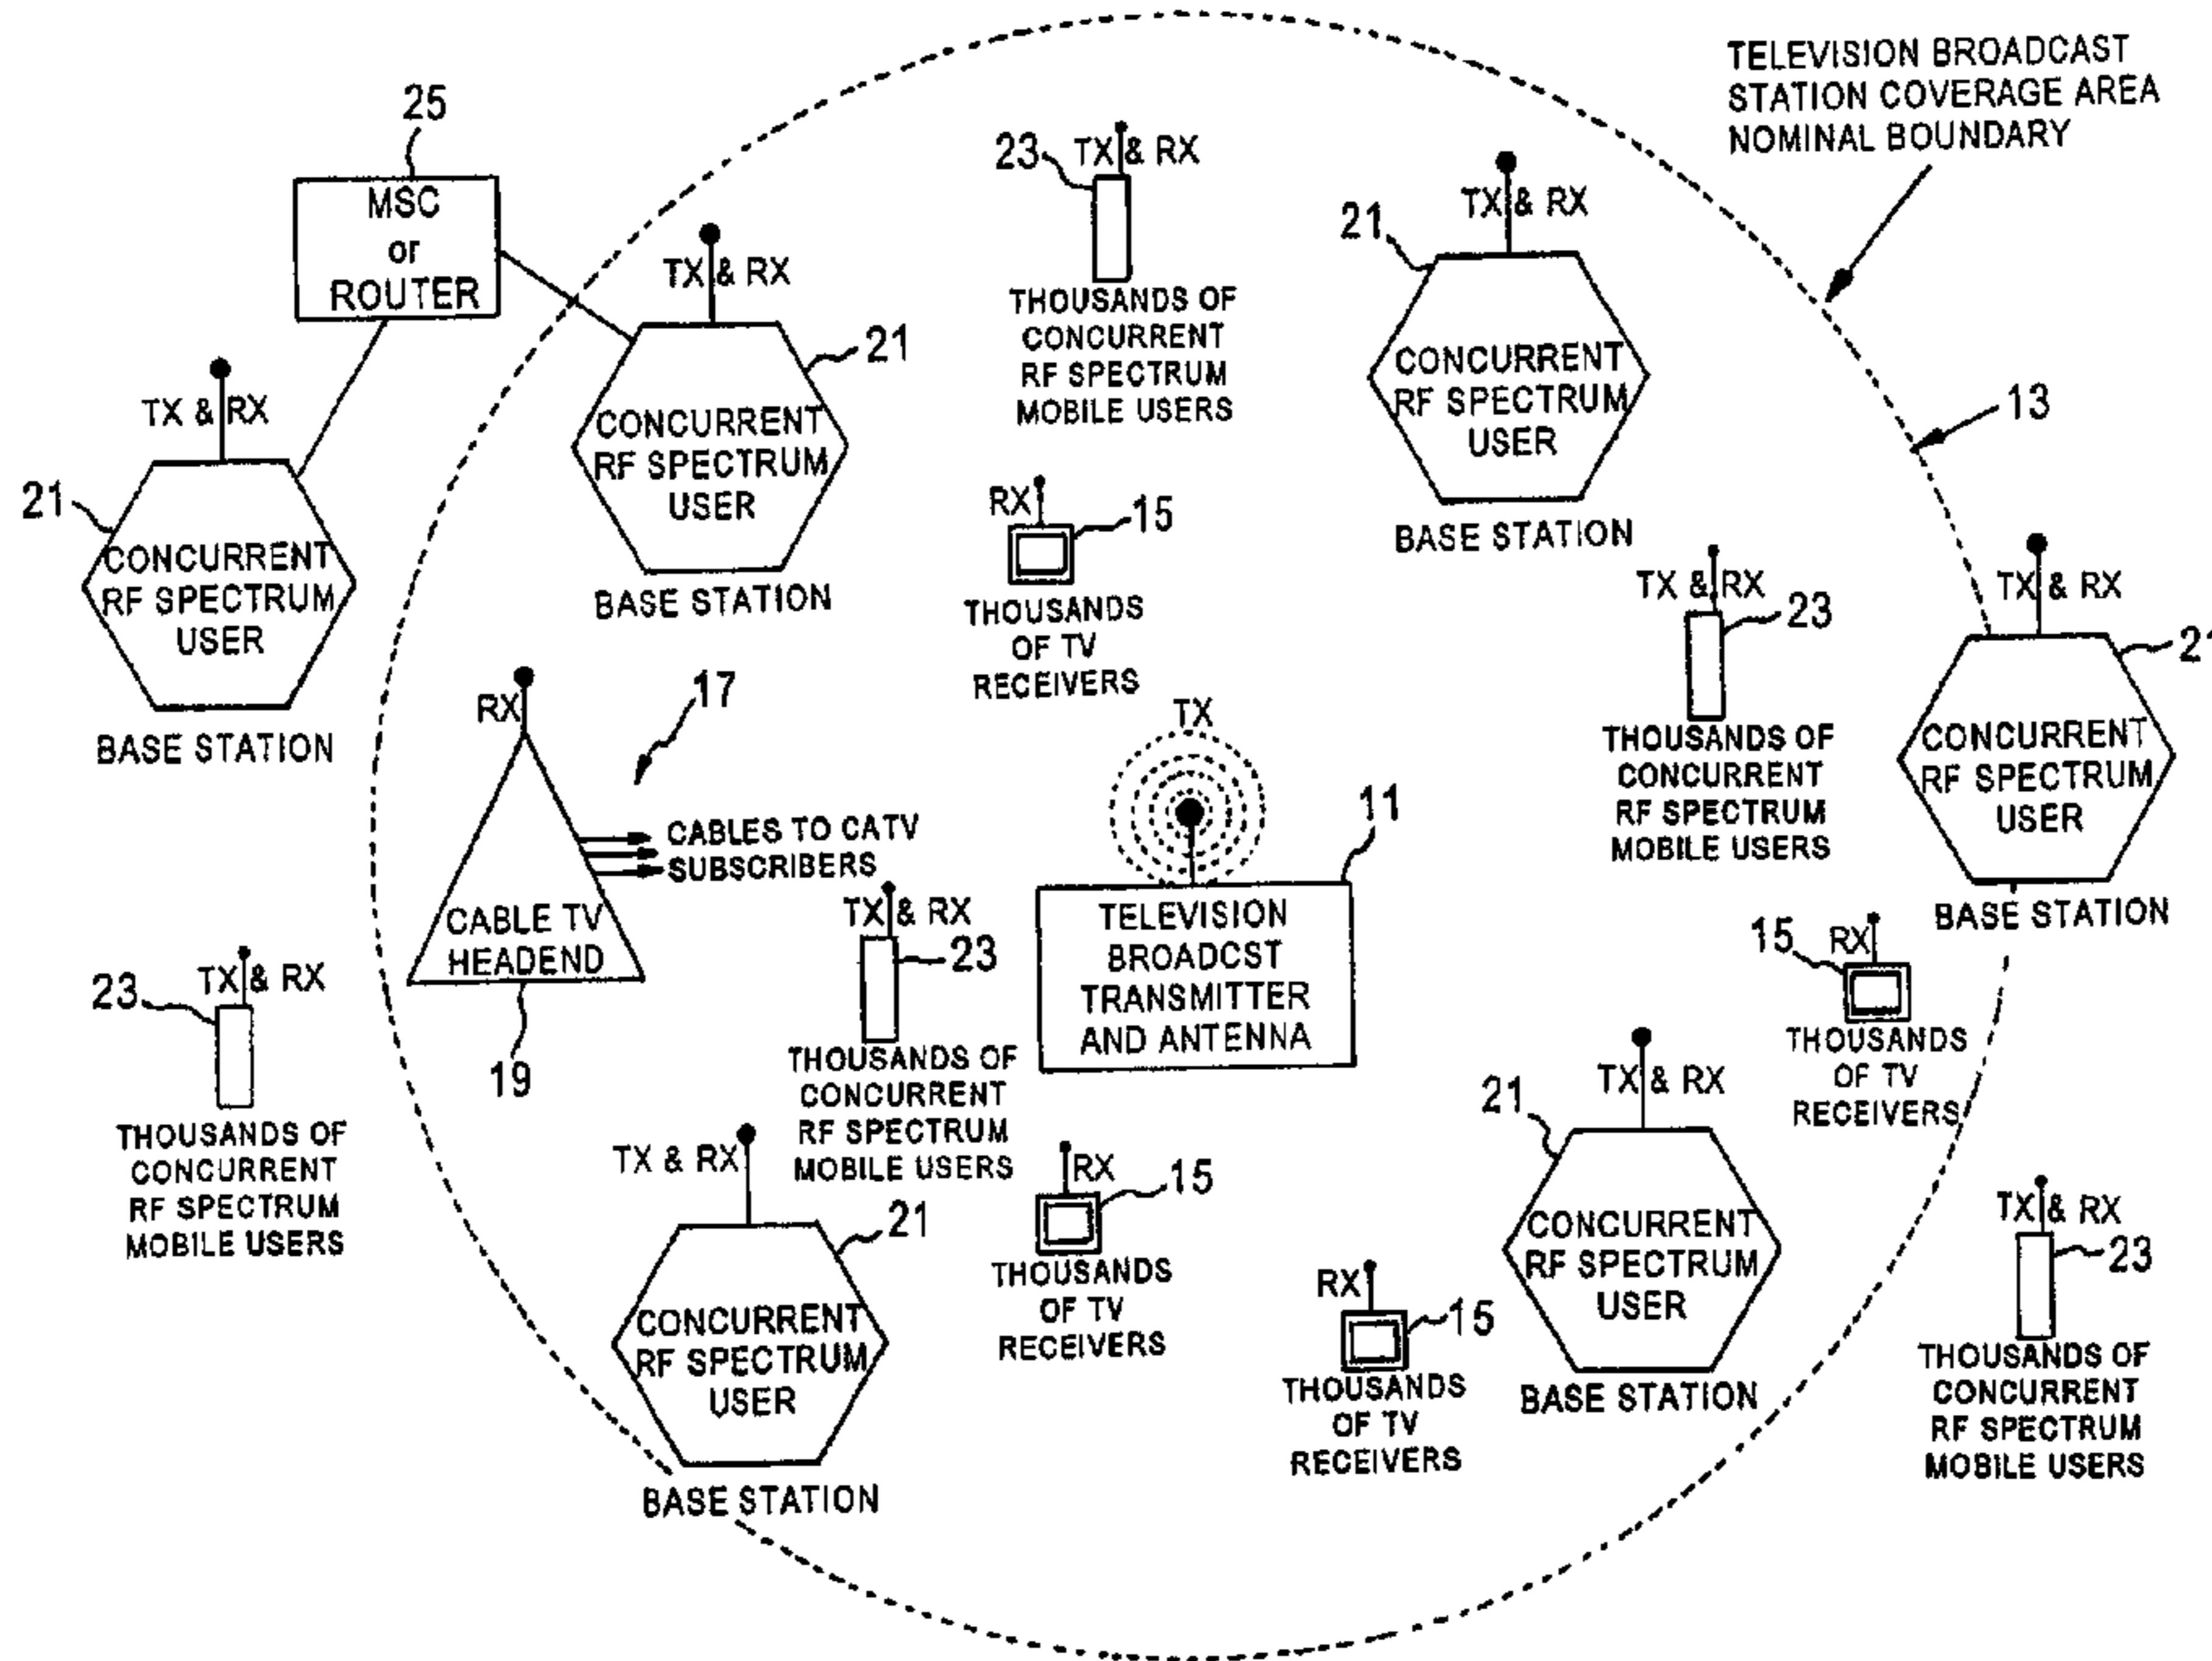 TELEVISION BROADCAST
STATION COVERAGE AREA
NOMINAL BOUNDARY
25
MSC
or
ROUTER
23
TX & RX
THOUSANDS OF
CONCURRENT
RF SPECTRUM
MOBILE USERS
TX & RX
21
CONCURRENT
RF SPECTRUM
USER
BASE STATION
TX & RX
21
CONCURRENT
RF SPECTRUM
USER
BASE STATION
13
TX & RX
21
CONCURRENT
RF SPECTRUM
USER
BASE STATION
RX
15
THOUSANDS
OF TV
RECEIVERS
TX & RX
23
THOUSANDS OF
CONCURRENT
RF SPECTRUM
MOBILE USERS
TX & RX
21
CONCURRENT
RF SPECTRUM
USER
BASE STATION
RX
17
CABLES TO CATV
SUBSCRIBERS
CABLE TV
HEADEND
19
TX
11
TELEVISION
BROADCST
TRANSMITTER
AND ANTENNA
TX & RX
23
THOUSANDS OF
CONCURRENT
RF SPECTRUM
MOBILE USERS
15
RX
THOUSANDS
OF TV
RECEIVERS
23
TX & RX
THOUSANDS OF
CONCURRENT
RF SPECTRUM
MOBILE USERS
TX & RX
21
CONCURRENT
RF SPECTRUM
USER
BASE STATION
RX
15
THOUSANDS
OF TV
RECEIVERS
RX
15
THOUSANDS
OF TV
RECEIVERS
TX & RX
21
CONCURRENT
RF SPECTRUM
USER
BASE STATION
TX & RX
23
THOUSANDS OF
CONCURRENT
RF SPECTRUM
MOBILE USERS